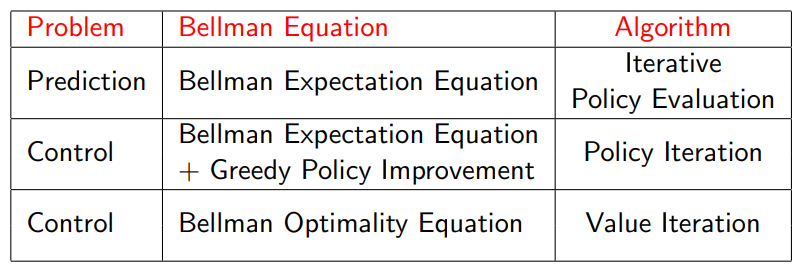 Problem Bellman Equation Algorithm
Prediction Bellman Expectation Equation Iterative
Policy Evaluation
Control Bellman Expectation Equation
+ Greedy Policy Improvement Policy Iteration
Control Bellman Optimality Equation Value Iteration